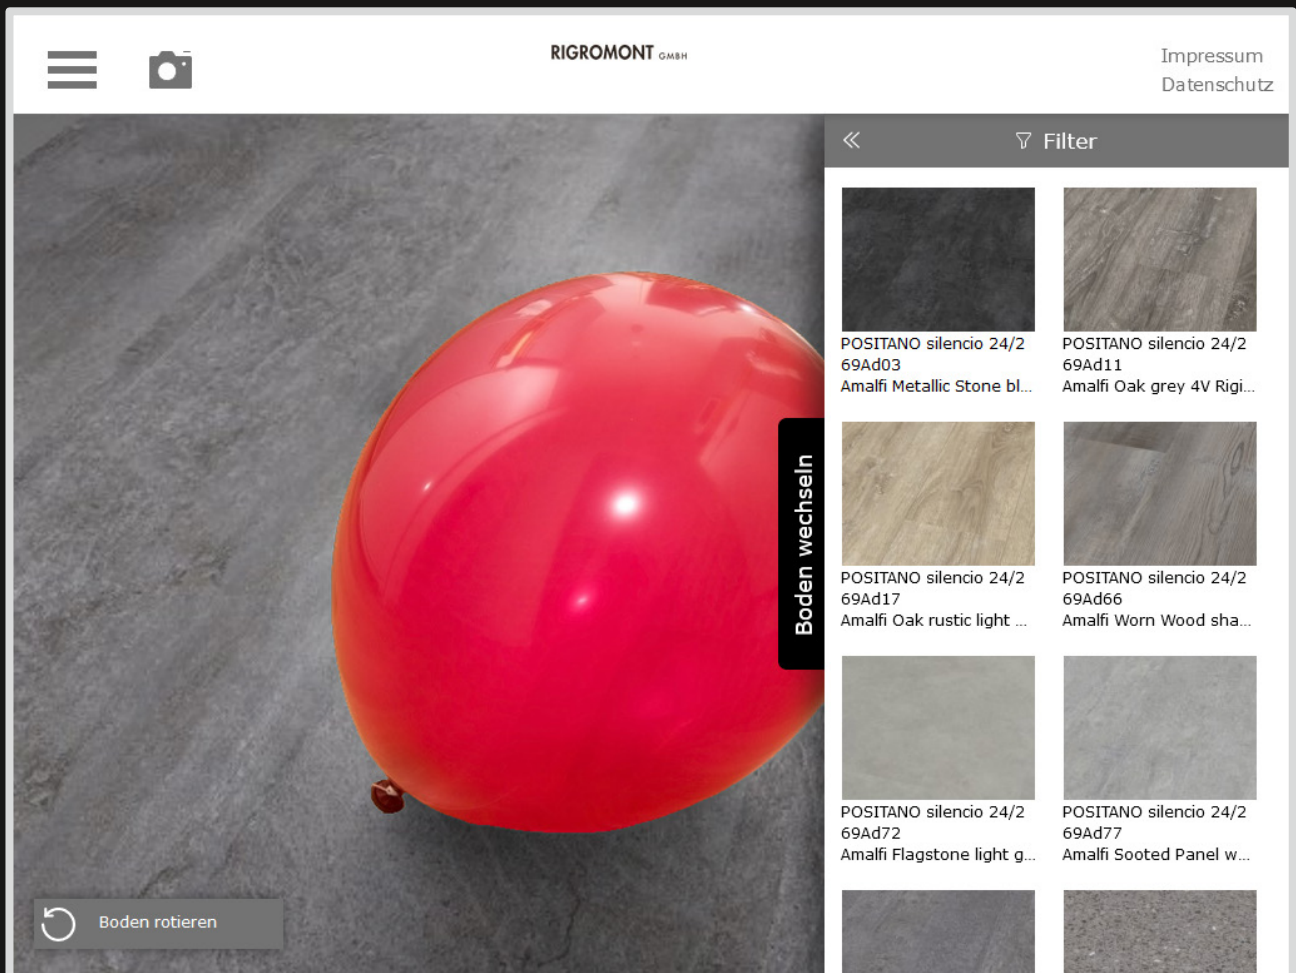 RIGROMONT GMBH
Impressum
Datenschutz
Filter
POSITANO silencio 24/2
69Ad03
Amalfi Metallic Stone bl...
POSITANO silencio 24/2
69Ad11
Amalfi Oak grey 4V Rigi...
Boden wechseln
POSITANO silencio 24/2
69Ad17
Amalfi Oak rustic light ...
POSITANO silencio 24/2
69Ad66
Amalfi Worn Wood sha...
POSITANO silencio 24/2
69Ad72
Amalfi Flagstone light g...
POSITANO silencio 24/2
69Ad77
Amalfi Sooted Panel w...
Boden rotieren